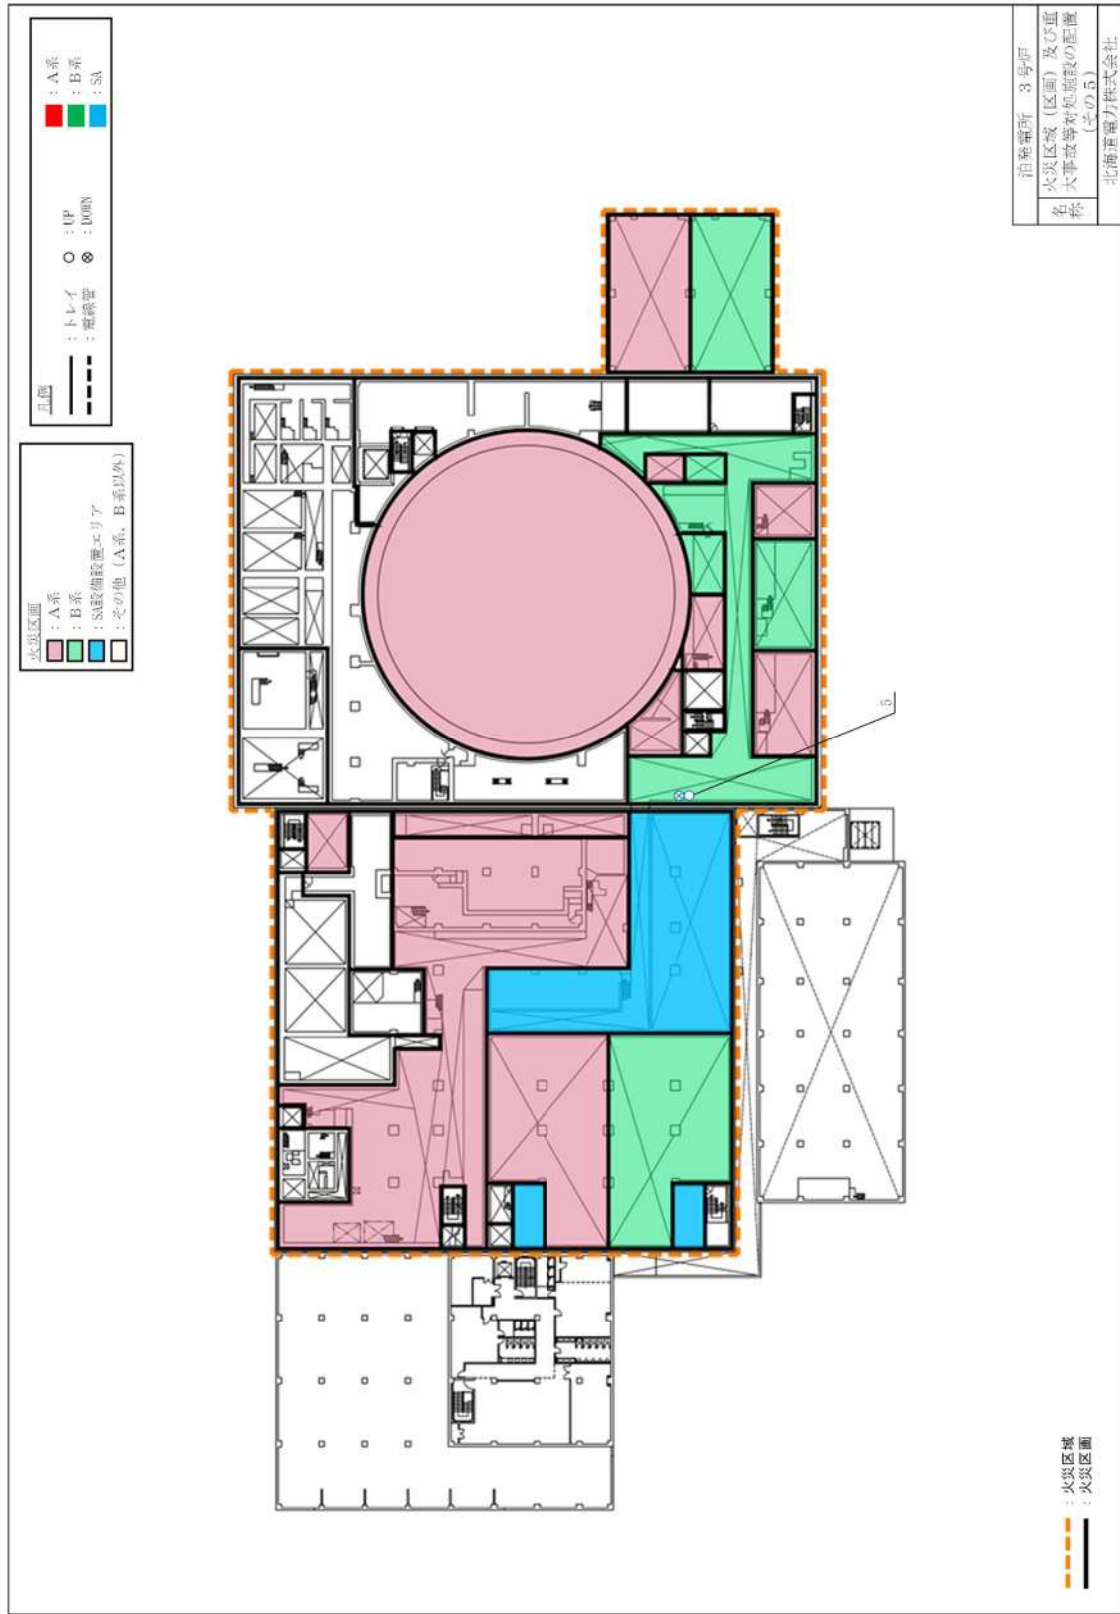 火災区画
: A系
: B系
: SA設備設置エリア
: その他 (A系、B系以外)
凡例
: トレイ ○ : UP
: 電線管 ⊗ : DOWN
: A系
: B系
: SA
5
: 火災区域
: 火災区画
泊発電所 3号炉
名称
火災区域（区画）及び重
大事故等対処施設の配置
(その5)
北海道電力株式会社